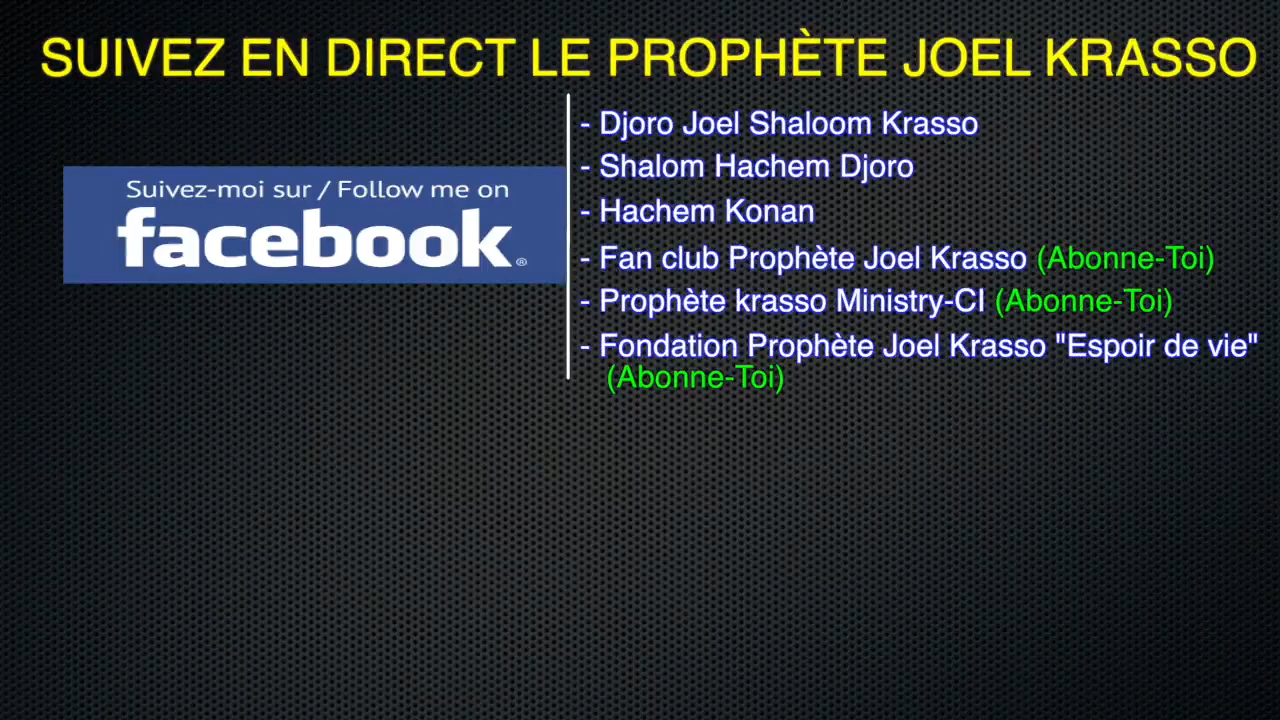 SUIVEZ EN DIRECT LE PROPHÈTE JOEL KRASSO
Suivez-moi sur / Follow me on
facebook®
- Djoro Joel Shaloom Krasso
- Shalom Hachem Djoro
- Hachem Konan
- Fan club Prophète Joel Krasso (Abonne-Toi)
- Prophète krasso Ministry-CI (Abonne-Toi)
- Fondation Prophète Joel Krasso "Espoir de vie"
(Abonne-Toi)